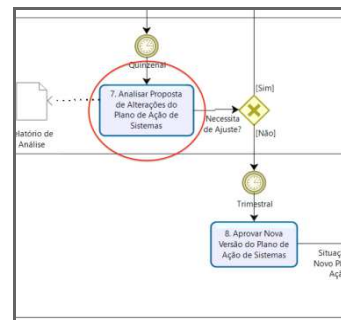 Quinzenal
7. Analisar Proposta
de Alterações do
Plano de Ação de
Sistemas
[Sim]
Necessita
de Ajuste?
[Não]
elatório de
Análise
Trimestral
8. Aprovar Nova
Versão do Plano de
Ação de Sistemas
Situaç
Novo Pl
Aç